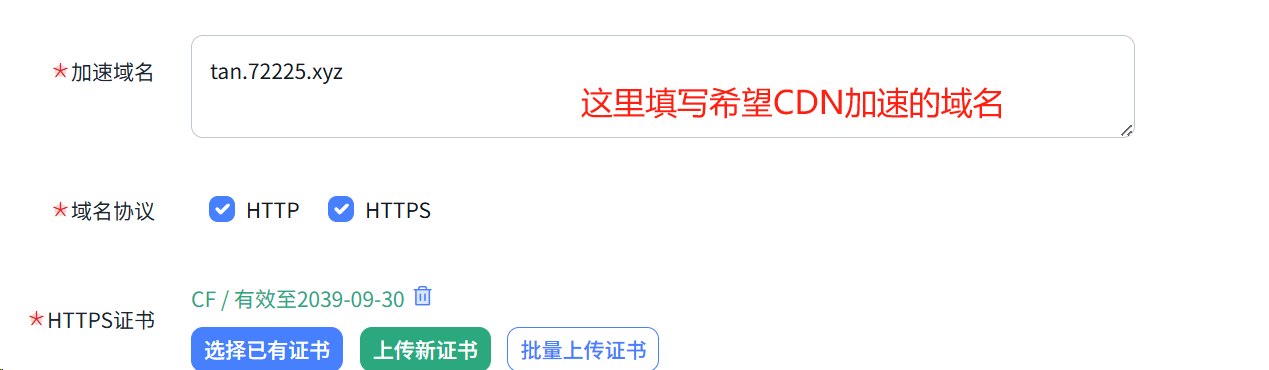 *加速域名
tan.72225.xyz
这里填写希望CDN加速的域名
*域名协议
HTTP HTTPS
*HTTPS证书
CF / 有效至2039-09-30
选择已有证书 上传新证书 批量上传证书